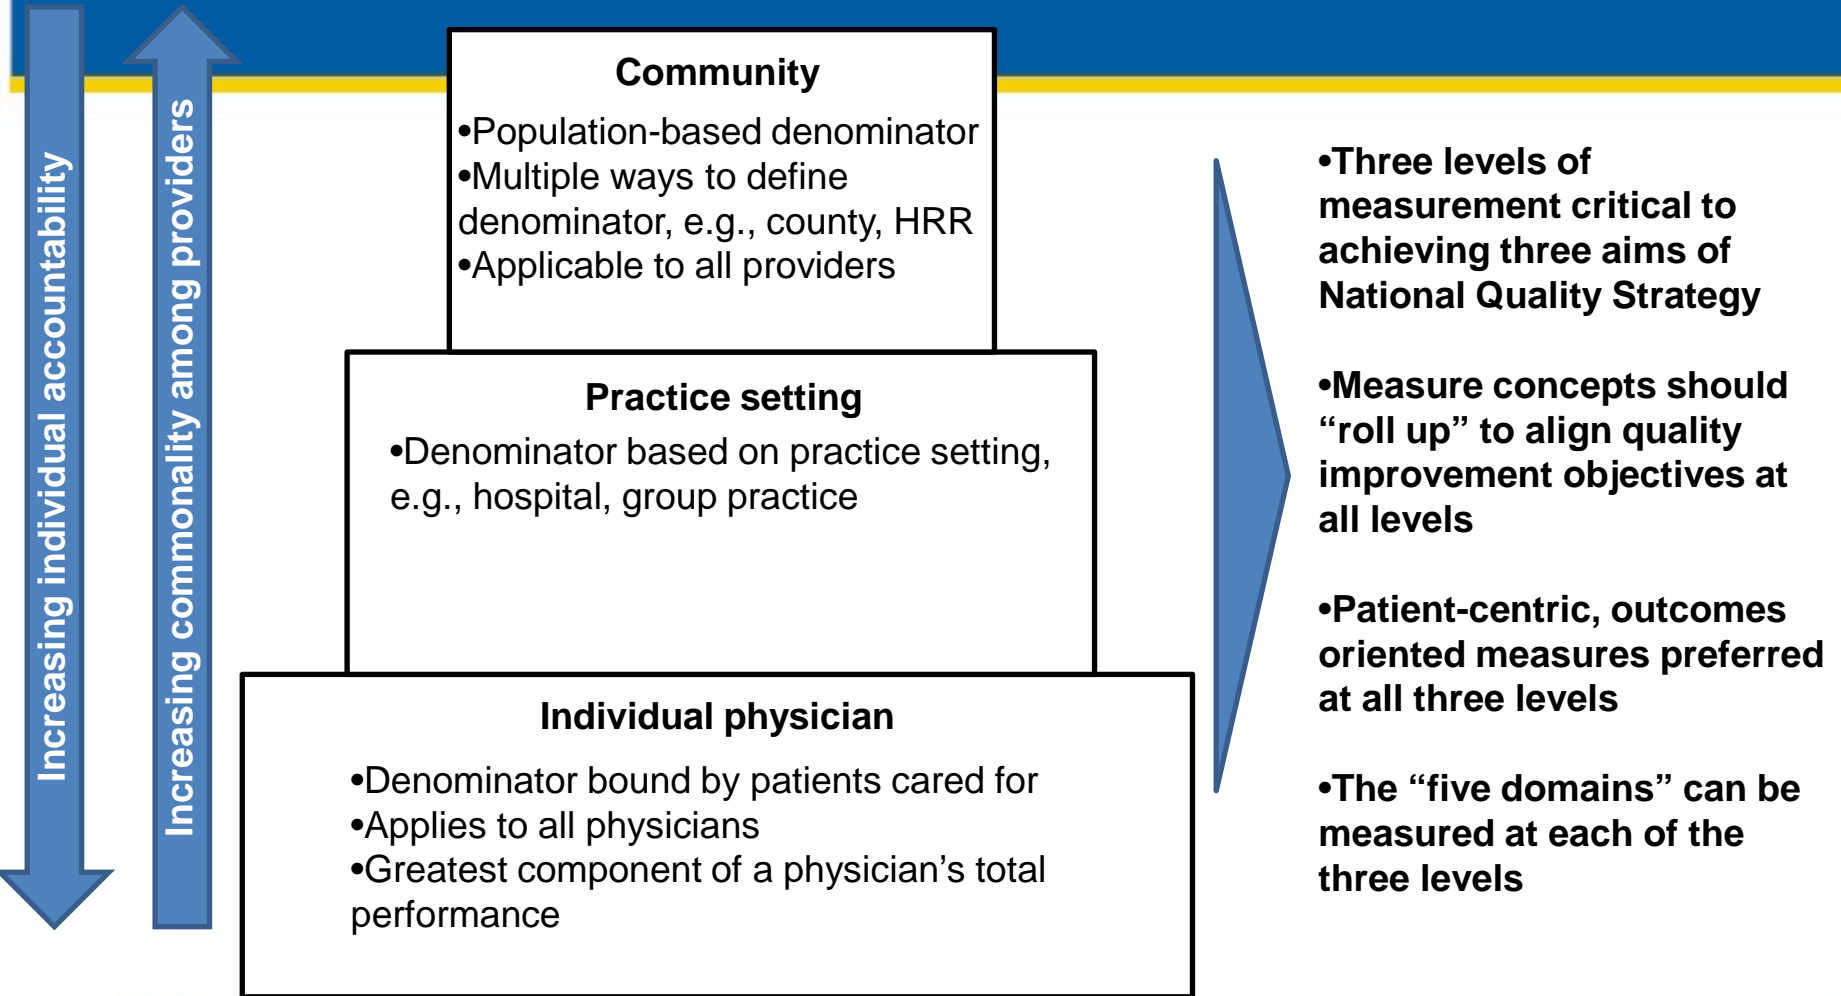 Increasing individual accountability
Increasing commonality among providers
Community
•Population-based denominator
•Multiple ways to define
denominator, e.g., county, HRR
•Applicable to all providers
Practice setting
•Denominator based on practice setting,
e.g., hospital, group practice
Individual physician
•Denominator bound by patients cared for
•Applies to all physicians
•Greatest component of a physician’s total
performance
•Three levels of
measurement critical to
achieving three aims of
National Quality Strategy
•Measure concepts should
“roll up” to align quality
improvement objectives at
all levels
•Patient-centric, outcomes
oriented measures preferred
at all three levels
•The “five domains” can be
measured at each of the
three levels